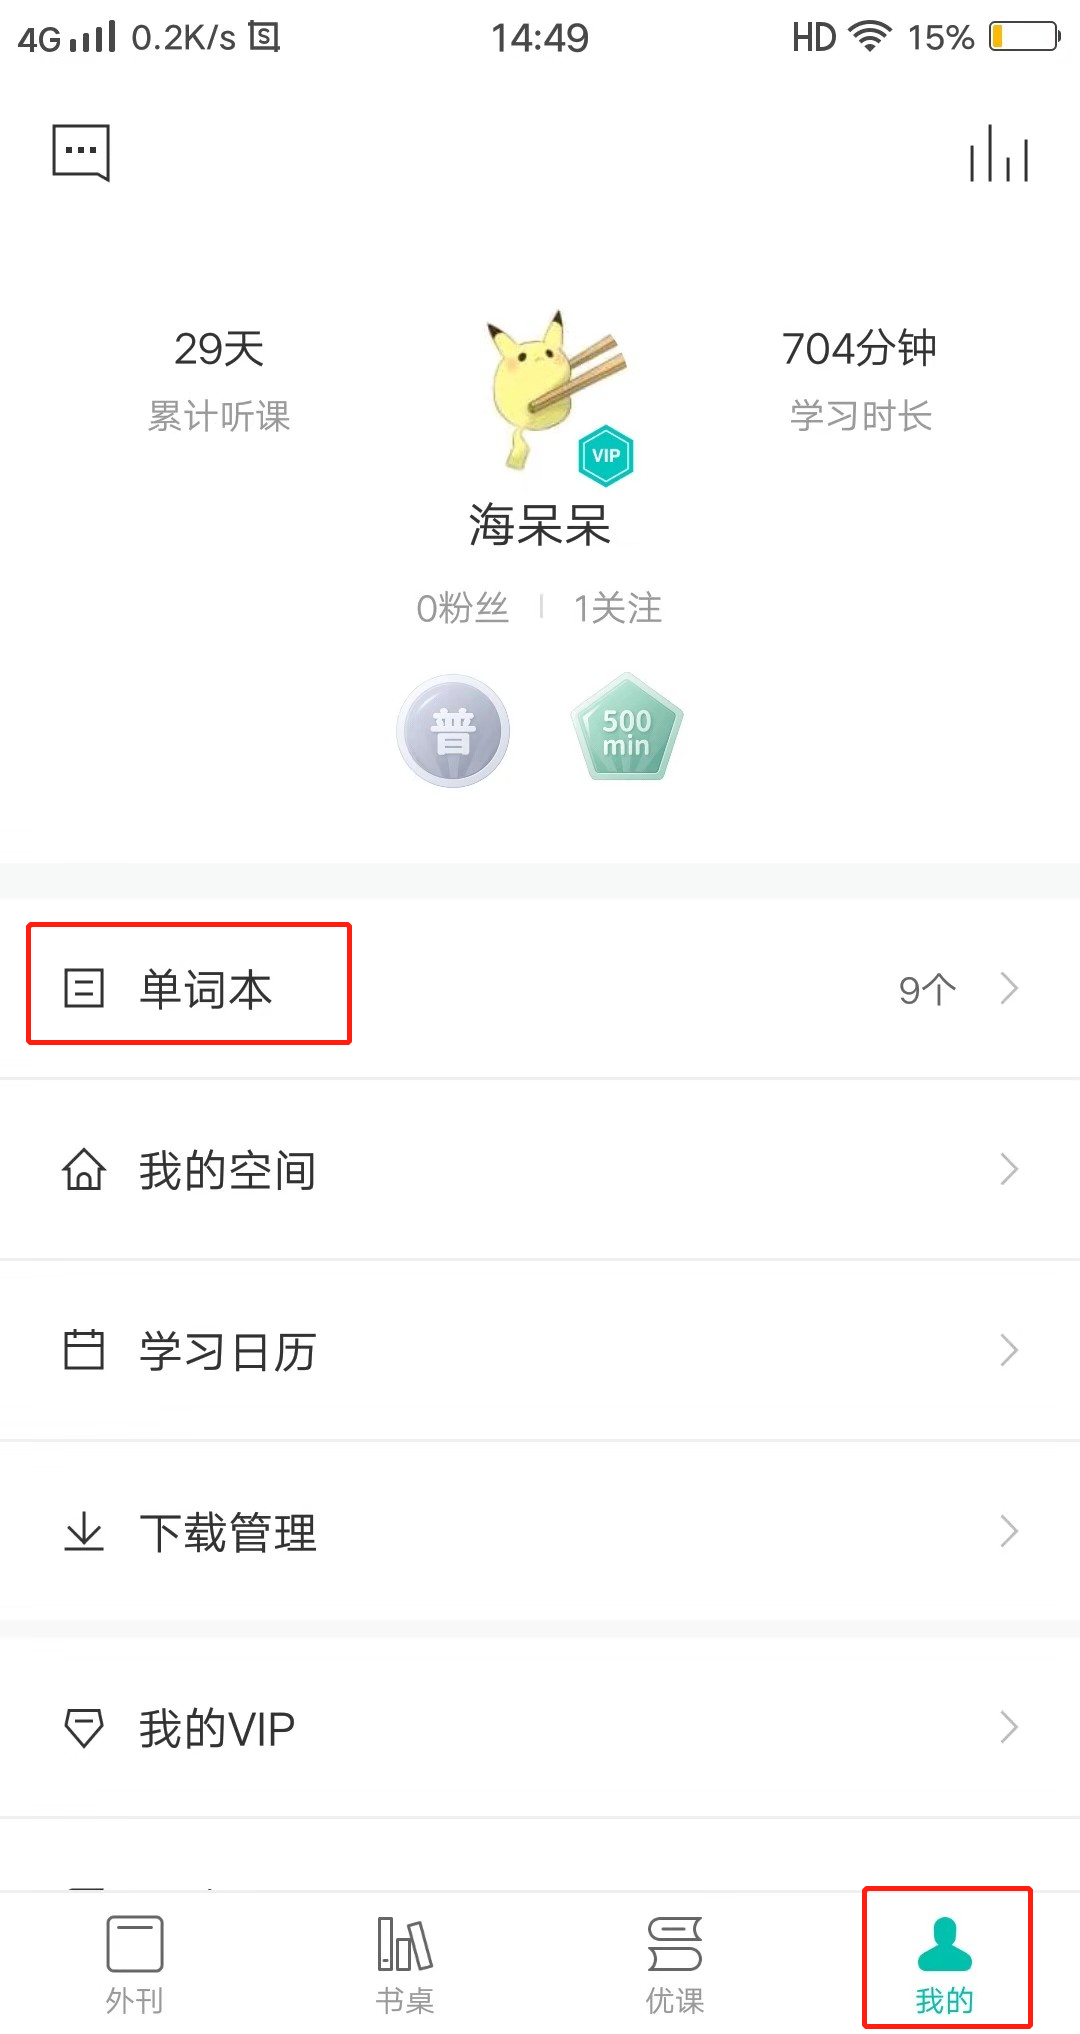 4G 0.2K/s 14:49 HD 15%
29天 704分钟
累计听课 学习时长
VIP
海呆呆
0粉丝 1关注
普 500
min
单词本 9个
我的空间
学习日历
下载管理
我的VIP
外刊 书桌 优课 我的